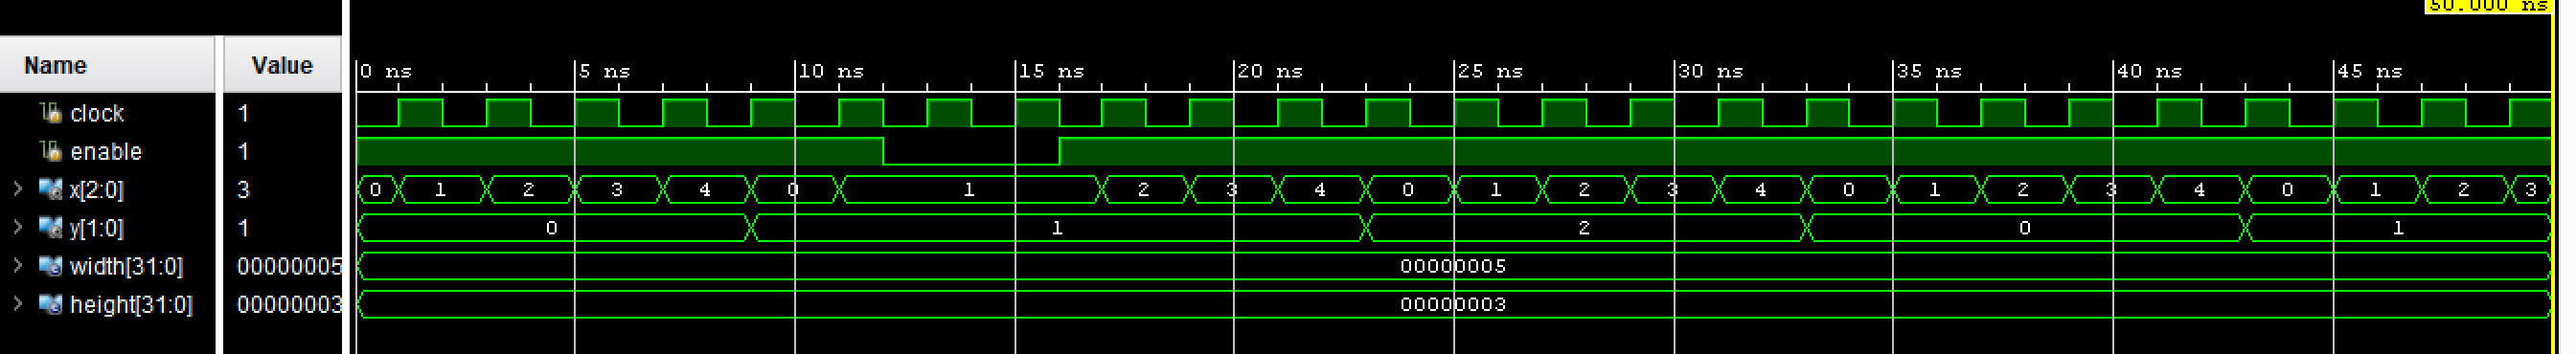 50.000 ns
Name Value
0 ns 5 ns 10 ns 15 ns 20 ns 25 ns 30 ns 35 ns 40 ns 45 ns
clock 1
enable 1
x[2:0] 3 0 1 2 3 4 0 1 2 3 4 0 1 2 3 4 0 1 2 3 4 0 1 2 3
y[1:0] 1 0 1 2 0 1
width[31:0] 00000005 00000005
height[31:0] 00000003 00000003